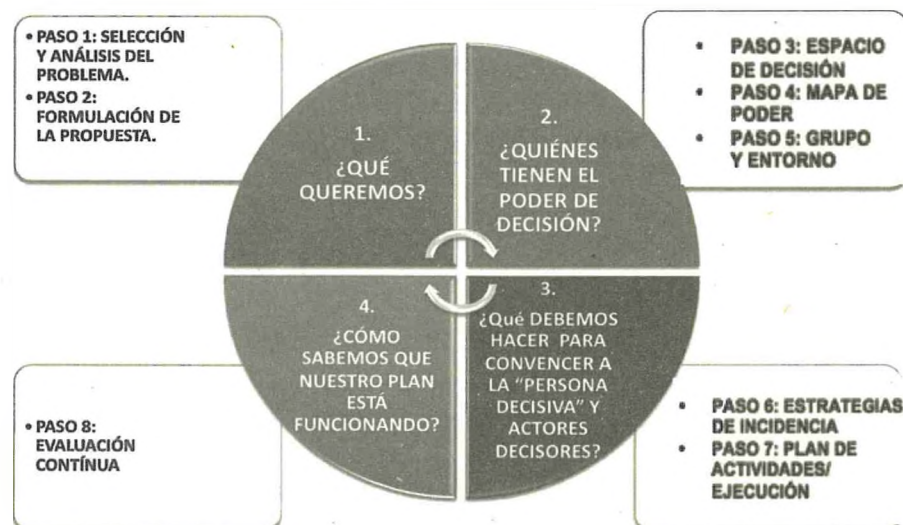 • PASO 1: SELECCIÓN
Y ANÁLISIS DEL
PROBLEMA.
• PASO 2:
FORMULACIÓN DE
LA PROPUESTA.
1.
¿QUÉ
QUEREMOS?
2.
¿QUIÉNES
TIENEN EL
PODER DE
DECISIÓN?
• PASO 3: ESPACIO
DE DECISIÓN
• PASO 4: MAPA DE
PODER
• PASO 5: GRUPO
Y ENTORNO
4.
¿CÓMO
SABEMOS QUE
NUESTRO PLAN
ESTÁ
FUNCIONANDO?
3.
¿Qué DEBEMOS
HACER PARA
CONVENCER A
LA "PERSONA
DECISIVA" Y
ACTORES
DECISORES?
• PASO 8:
EVALUACIÓN
CONTÍNUA
• PASO 6: ESTRATEGIAS
DE INCIDENCIA
• PASO 7: PLAN DE
ACTIVIDADES/
EJECUCIÓN